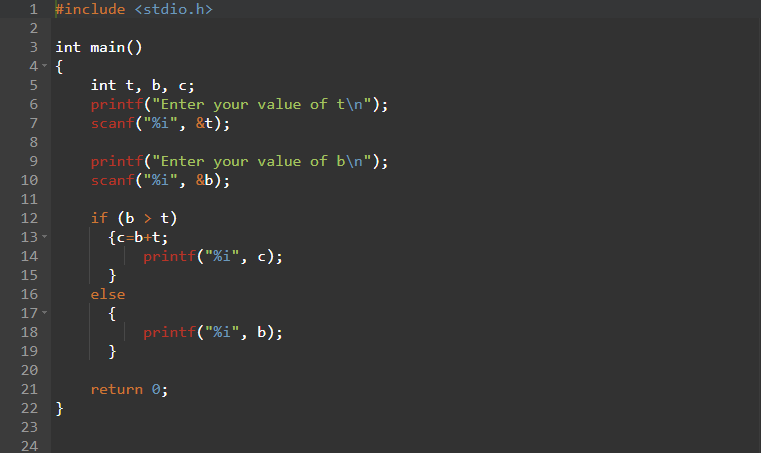 1 #include <stdio.h>
2
3 int main()
4 {
5     int t, b, c;
6     printf("Enter your value of t\n");
7     scanf("%i", &t);
8
9     printf("Enter your value of b\n");
10     scanf("%i", &b);
11
12     if (b > t)
13       {c=b+t;
14           printf("%i", c);
15       }
16     else
17       {
18           printf("%i", b);
19       }
20
21     return 0;
22 }
23
24